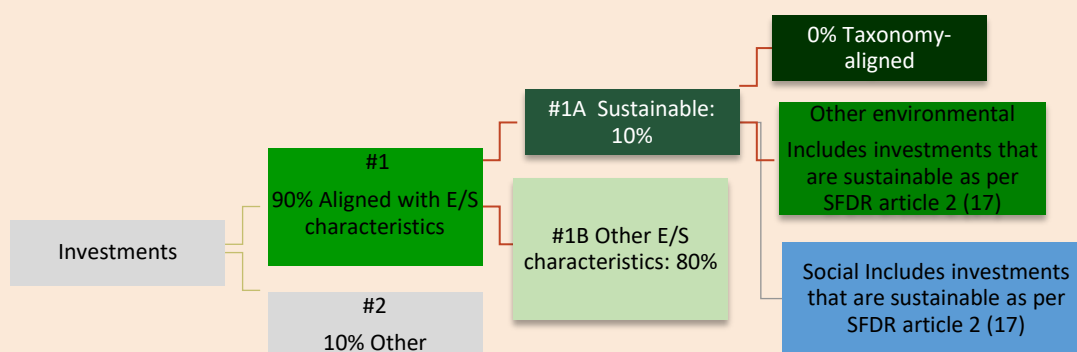 Investments
#1
90% Aligned with E/S
characteristics
#2
10% Other
#1A Sustainable:
10%
#1B Other E/S
characteristics: 80%
0% Taxonomy-
aligned
Other environmental
Includes investments that
are sustainable as per
SFDR article 2 (17)
Social Includes investments
that are sustainable as per
SFDR article 2 (17)